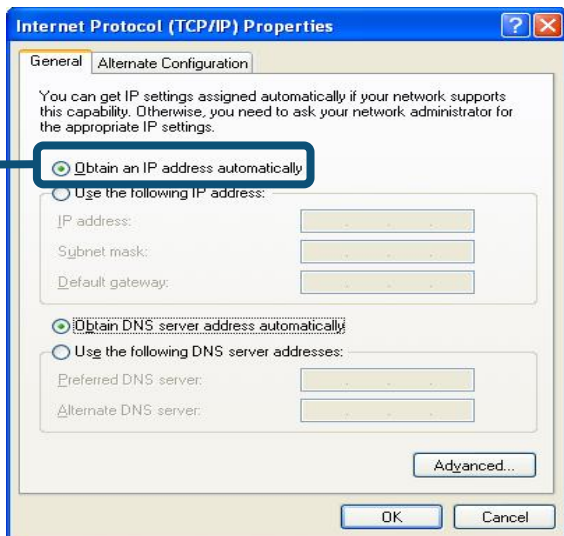 Internet Protocol (TCP/IP) Properties
General
Alternate Configuration
You can get IP settings assigned automatically if your network supports
this capability. Otherwise, you need to ask your network administrator for
the appropriate IP settings.
Obtain an IP address automatically
Use the following IP address:
IP address:
Subnet mask:
Default gateway:
Obtain DNS server address automatically
Use the following DNS server addresses:
Preferred DNS server:
Alternate DNS server:
Advanced...
OK
Cancel